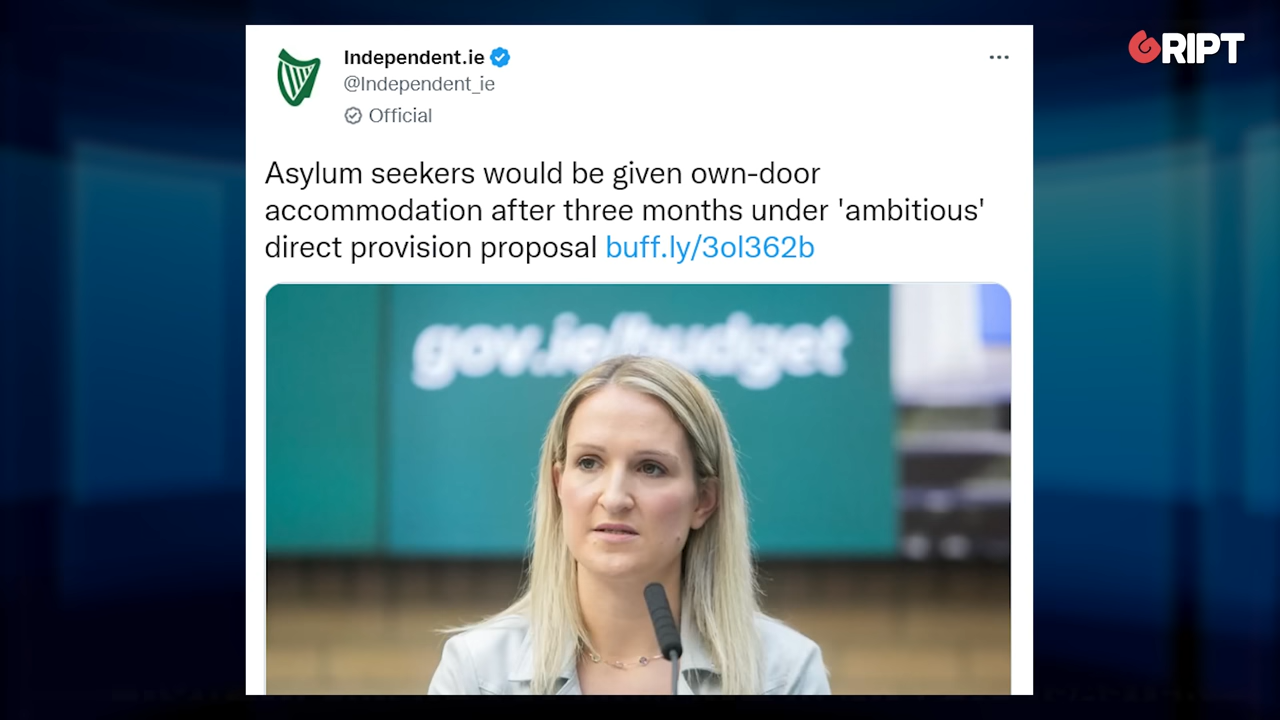 GRIPT
Independent.ie
@Independent_ie
Official
Asylum seekers would be given own-door
accommodation after three months under 'ambitious'
direct provision proposal buff.ly/3ol362b
gov.ie/budget